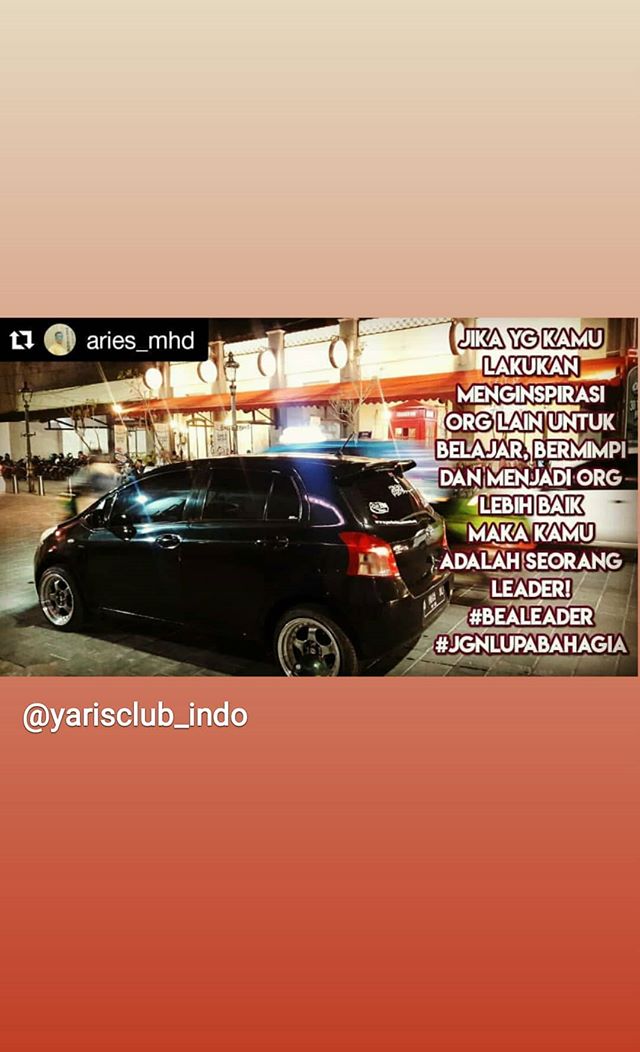 aries_mhd
JIKA YG KAMU
LAKUKAN
MENGINSPIRASI
ORG LAIN UNTUK
BELAJAR, BERMIMPI
DAN MENJADI ORG
LEBIH BAIK
MAKA KAMU
ADALAH SEORANG
LEADER!
#BEALEADER
#JGNLUPABAHAGIA
@yarisclub_indo